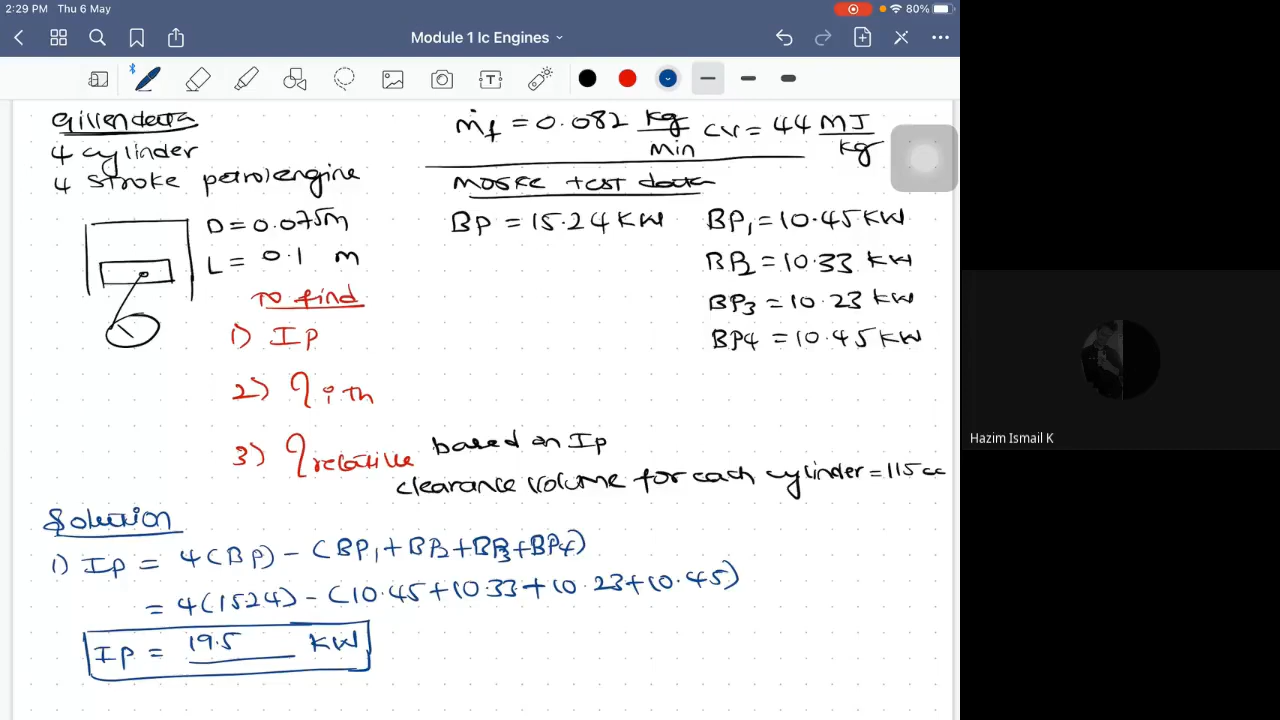 2:29 PM Thu 6 May
80%
Module 1 Ic Engines
Given data
4 cylinder
4 stroke petrol engine
D = 0.075m
L = 0.1 m
ṁf = 0.082 kg/min CV = 44 MJ/kg
Morse test data
BP = 15.24 KW
BP1 = 10.45 KW
BP2 = 10.33 KW
BP3 = 10.23 KW
BP4 = 10.45 KW
To find
1) Ip
2) ηith
3) ηrelative based on Ip
clearance volume for each cylinder = 115 cc
Solution
1) Ip = 4(BP) - (BP1 + BP2 + BP3 + BP4)
= 4(15.24) - (10.45 + 10.33 + 10.23 + 10.45)
Ip = 19.5 KW
Hazim Ismail K